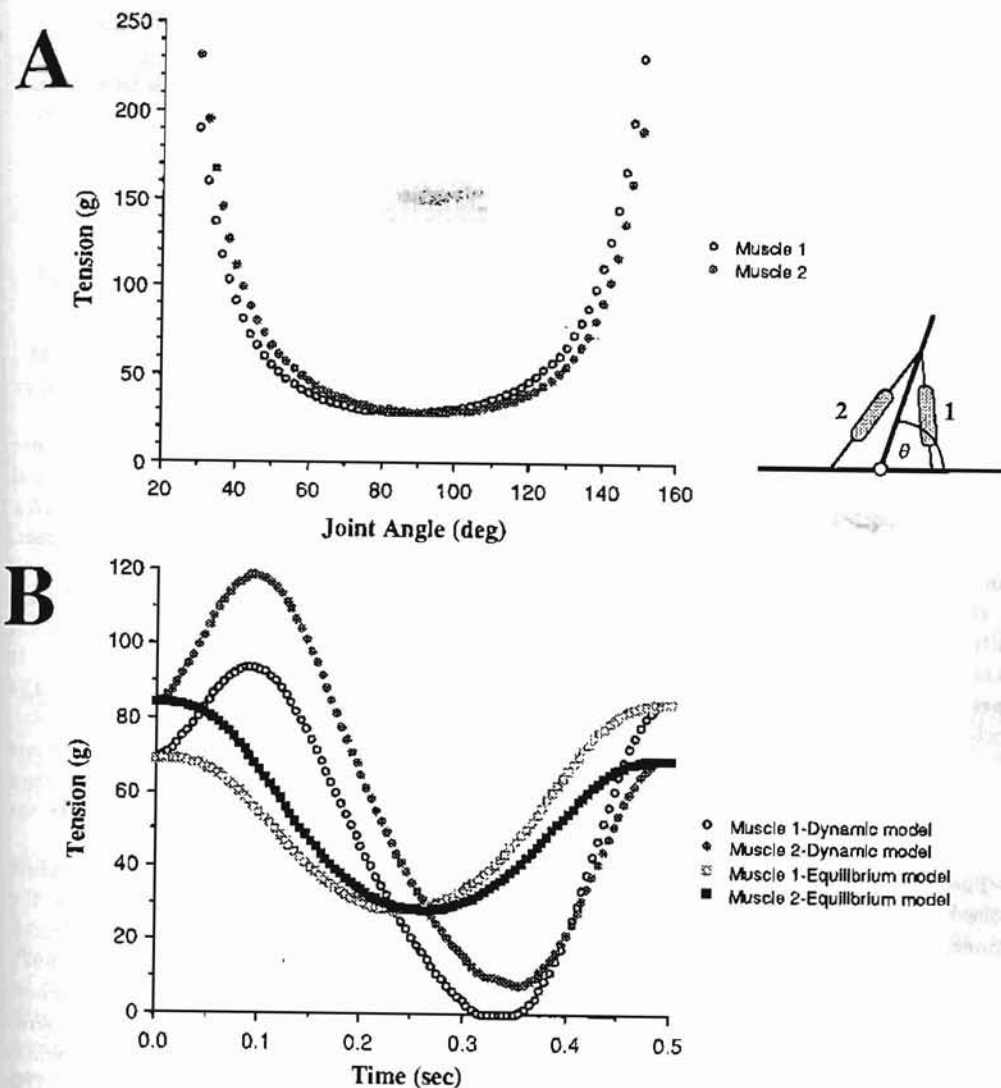 A
250
200
150
100
50
0
Tension (g)
20 40 60 80 100 120 140 160
Joint Angle (deg)
Muscle 1
Muscle 2
2
1
θ
B
120
100
80
60
40
20
0
Tension (g)
0.0 0.1 0.2 0.3 0.4 0.5
Time (sec)
Muscle 1-Dynamic model
Muscle 2-Dynamic model
Muscle 1-Equilibrium model
Muscle 2-Equilibrium model